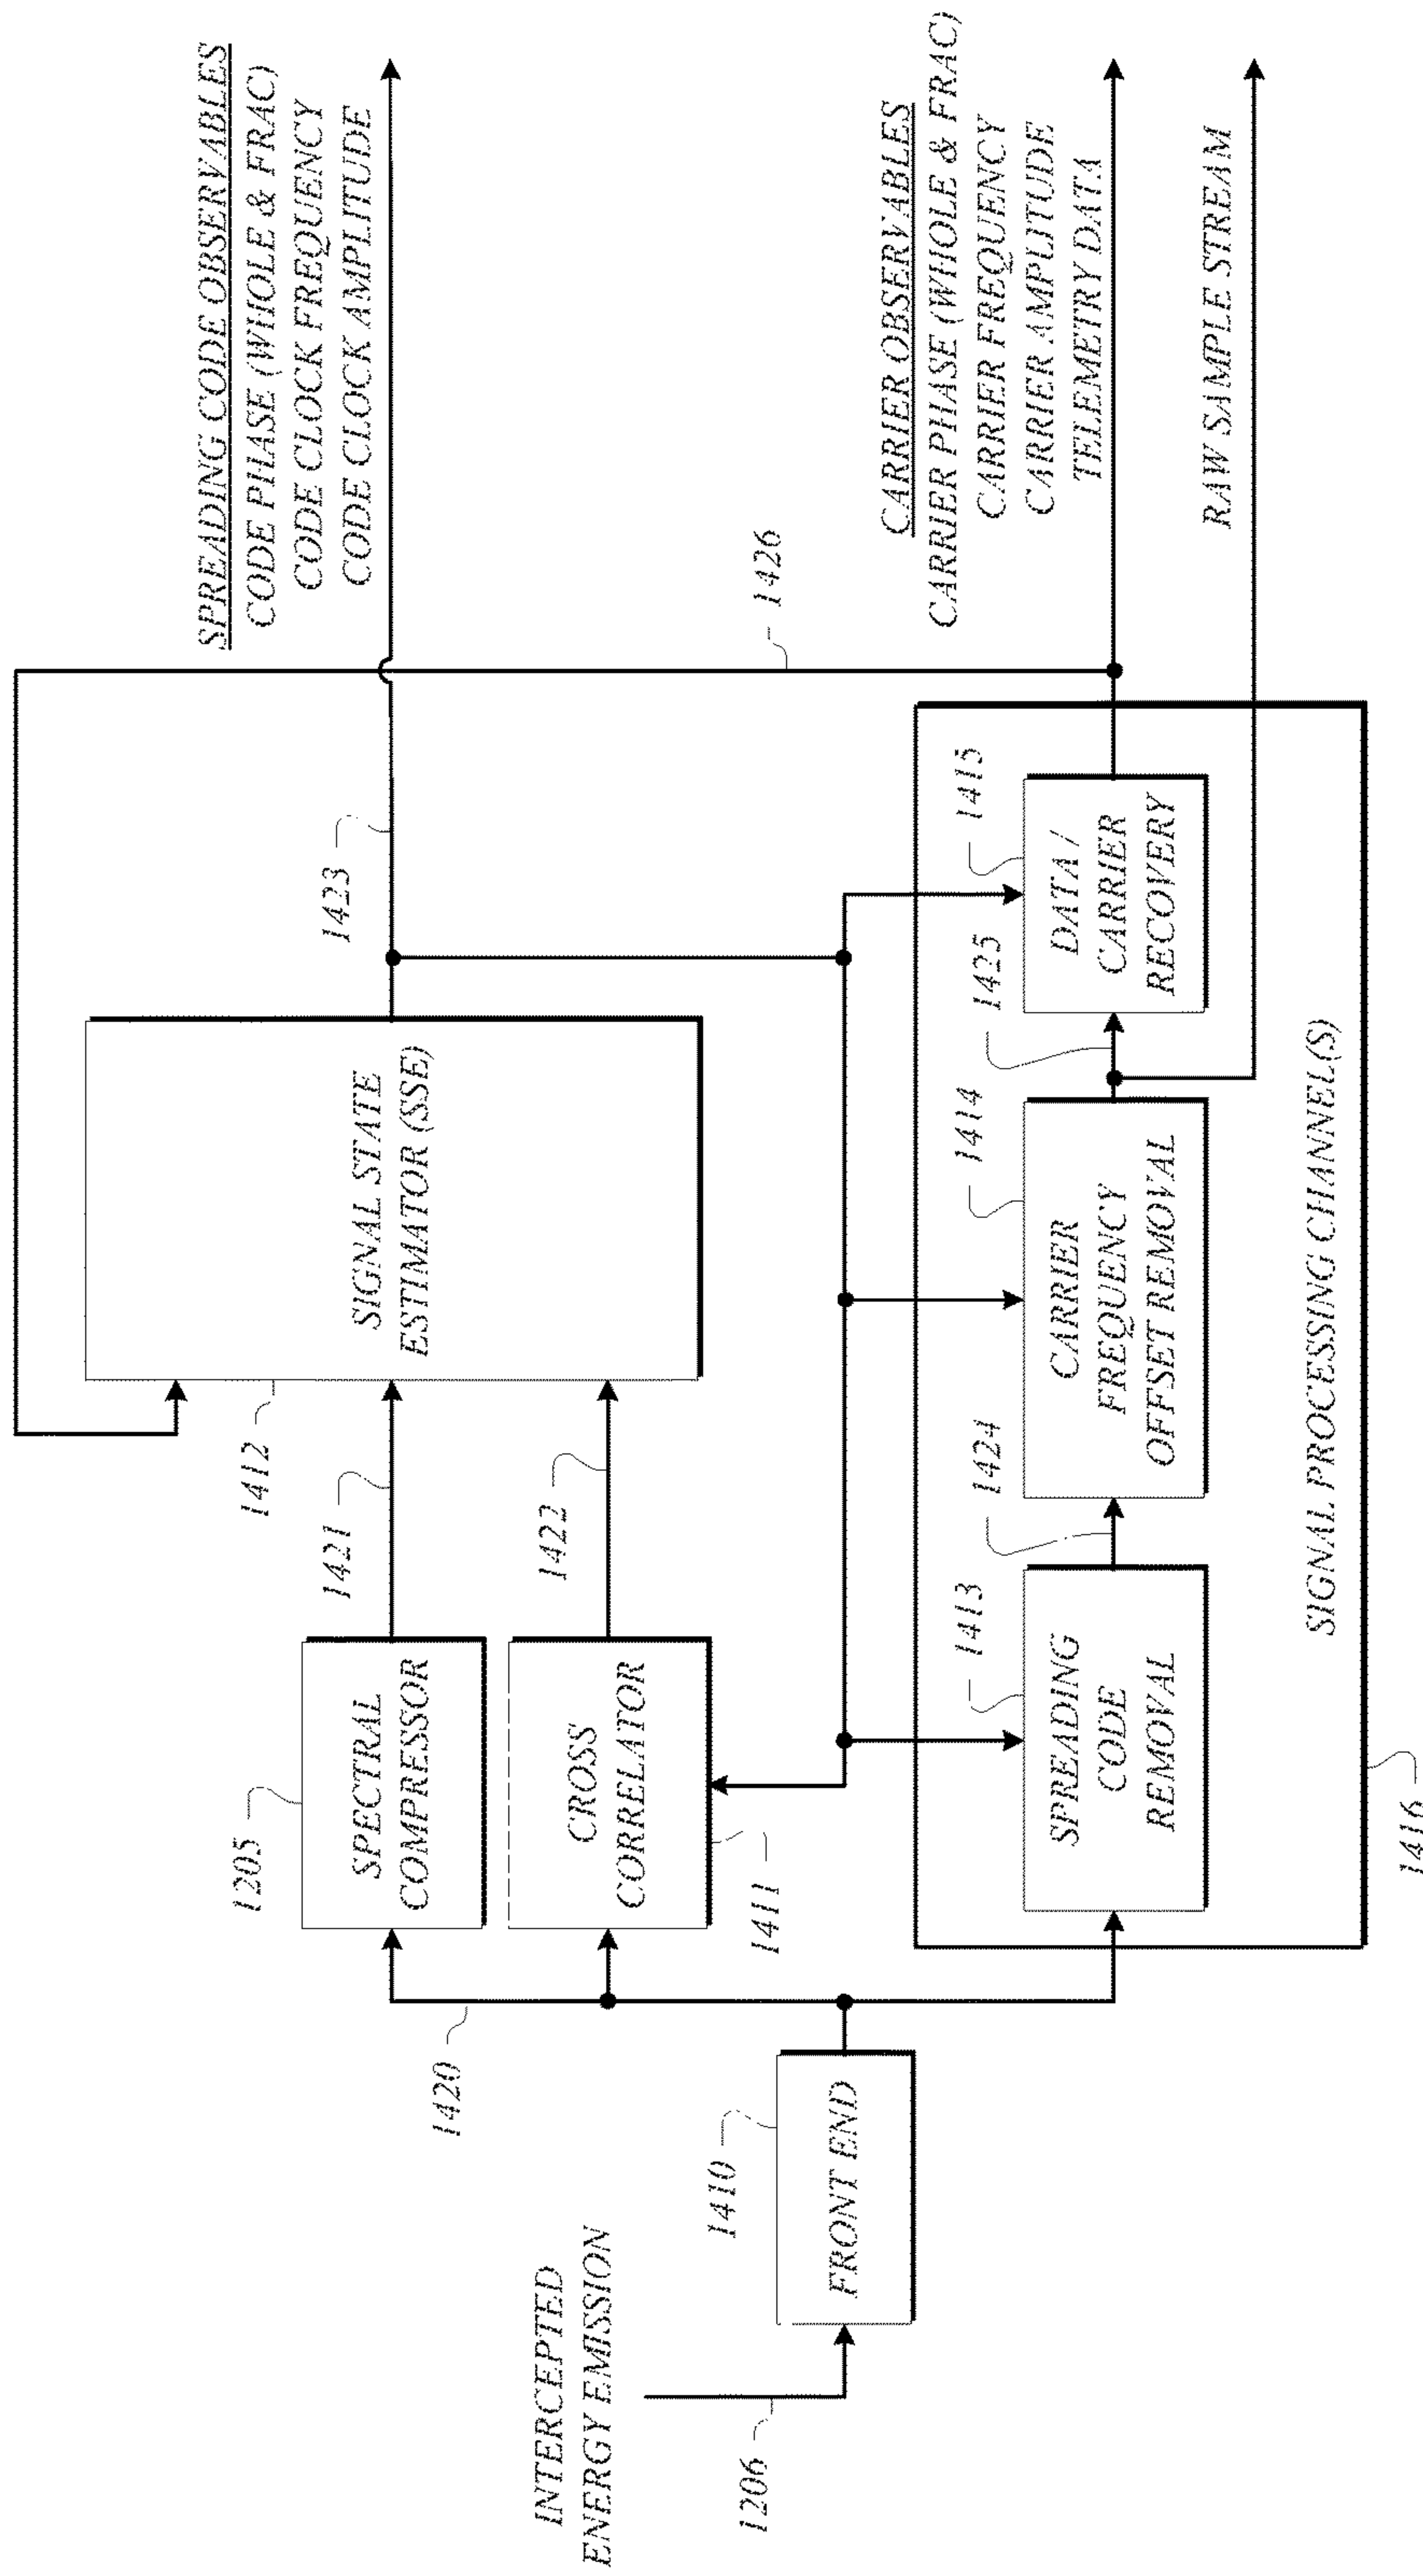 INTERCEPTED
ENERGY EMISSION
1206
1410
FRONT END
1420
1205
SPECTRAL
COMPRESSOR
CROSS
CORRELATOR
1411
1421
1422
1412
SIGNAL STATE
ESTIMATOR (SSE)
1423
SPREADING CODE OBSERVABLES
CODE PHASE (WHOLE & FRAC)
CODE CLOCK FREQUENCY
CODE CLOCK AMPLITUDE
1426
1413
SPREADING
CODE
REMOVAL
1424
1414
CARRIER
FREQUENCY
OFFSET REMOVAL
1425
1415
DATA /
CARRIER
RECOVERY
SIGNAL PROCESSING CHANNEL(S)
1416
CARRIER OBSERVABLES
CARRIER PHASE (WHOLE & FRAC)
CARRIER FREQUENCY
CARRIER AMPLITUDE
TELEMETRY DATA
RAW SAMPLE STREAM